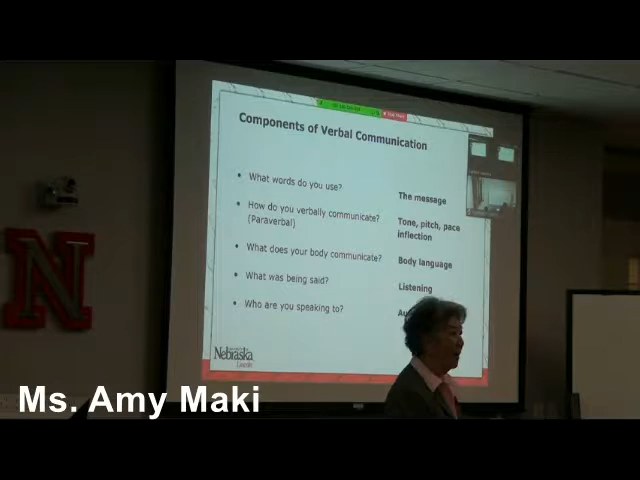 Components of Verbal Communication
• What words do you use?
The message
• How do you verbally communicate?
(Paraverbal)
Tone, pitch, pace
inflection
• What does your body communicate?
Body language
• What was being said?
Listening
• Who are you speaking to?
N
Nebraska
Lincoln
Ms. Amy Maki